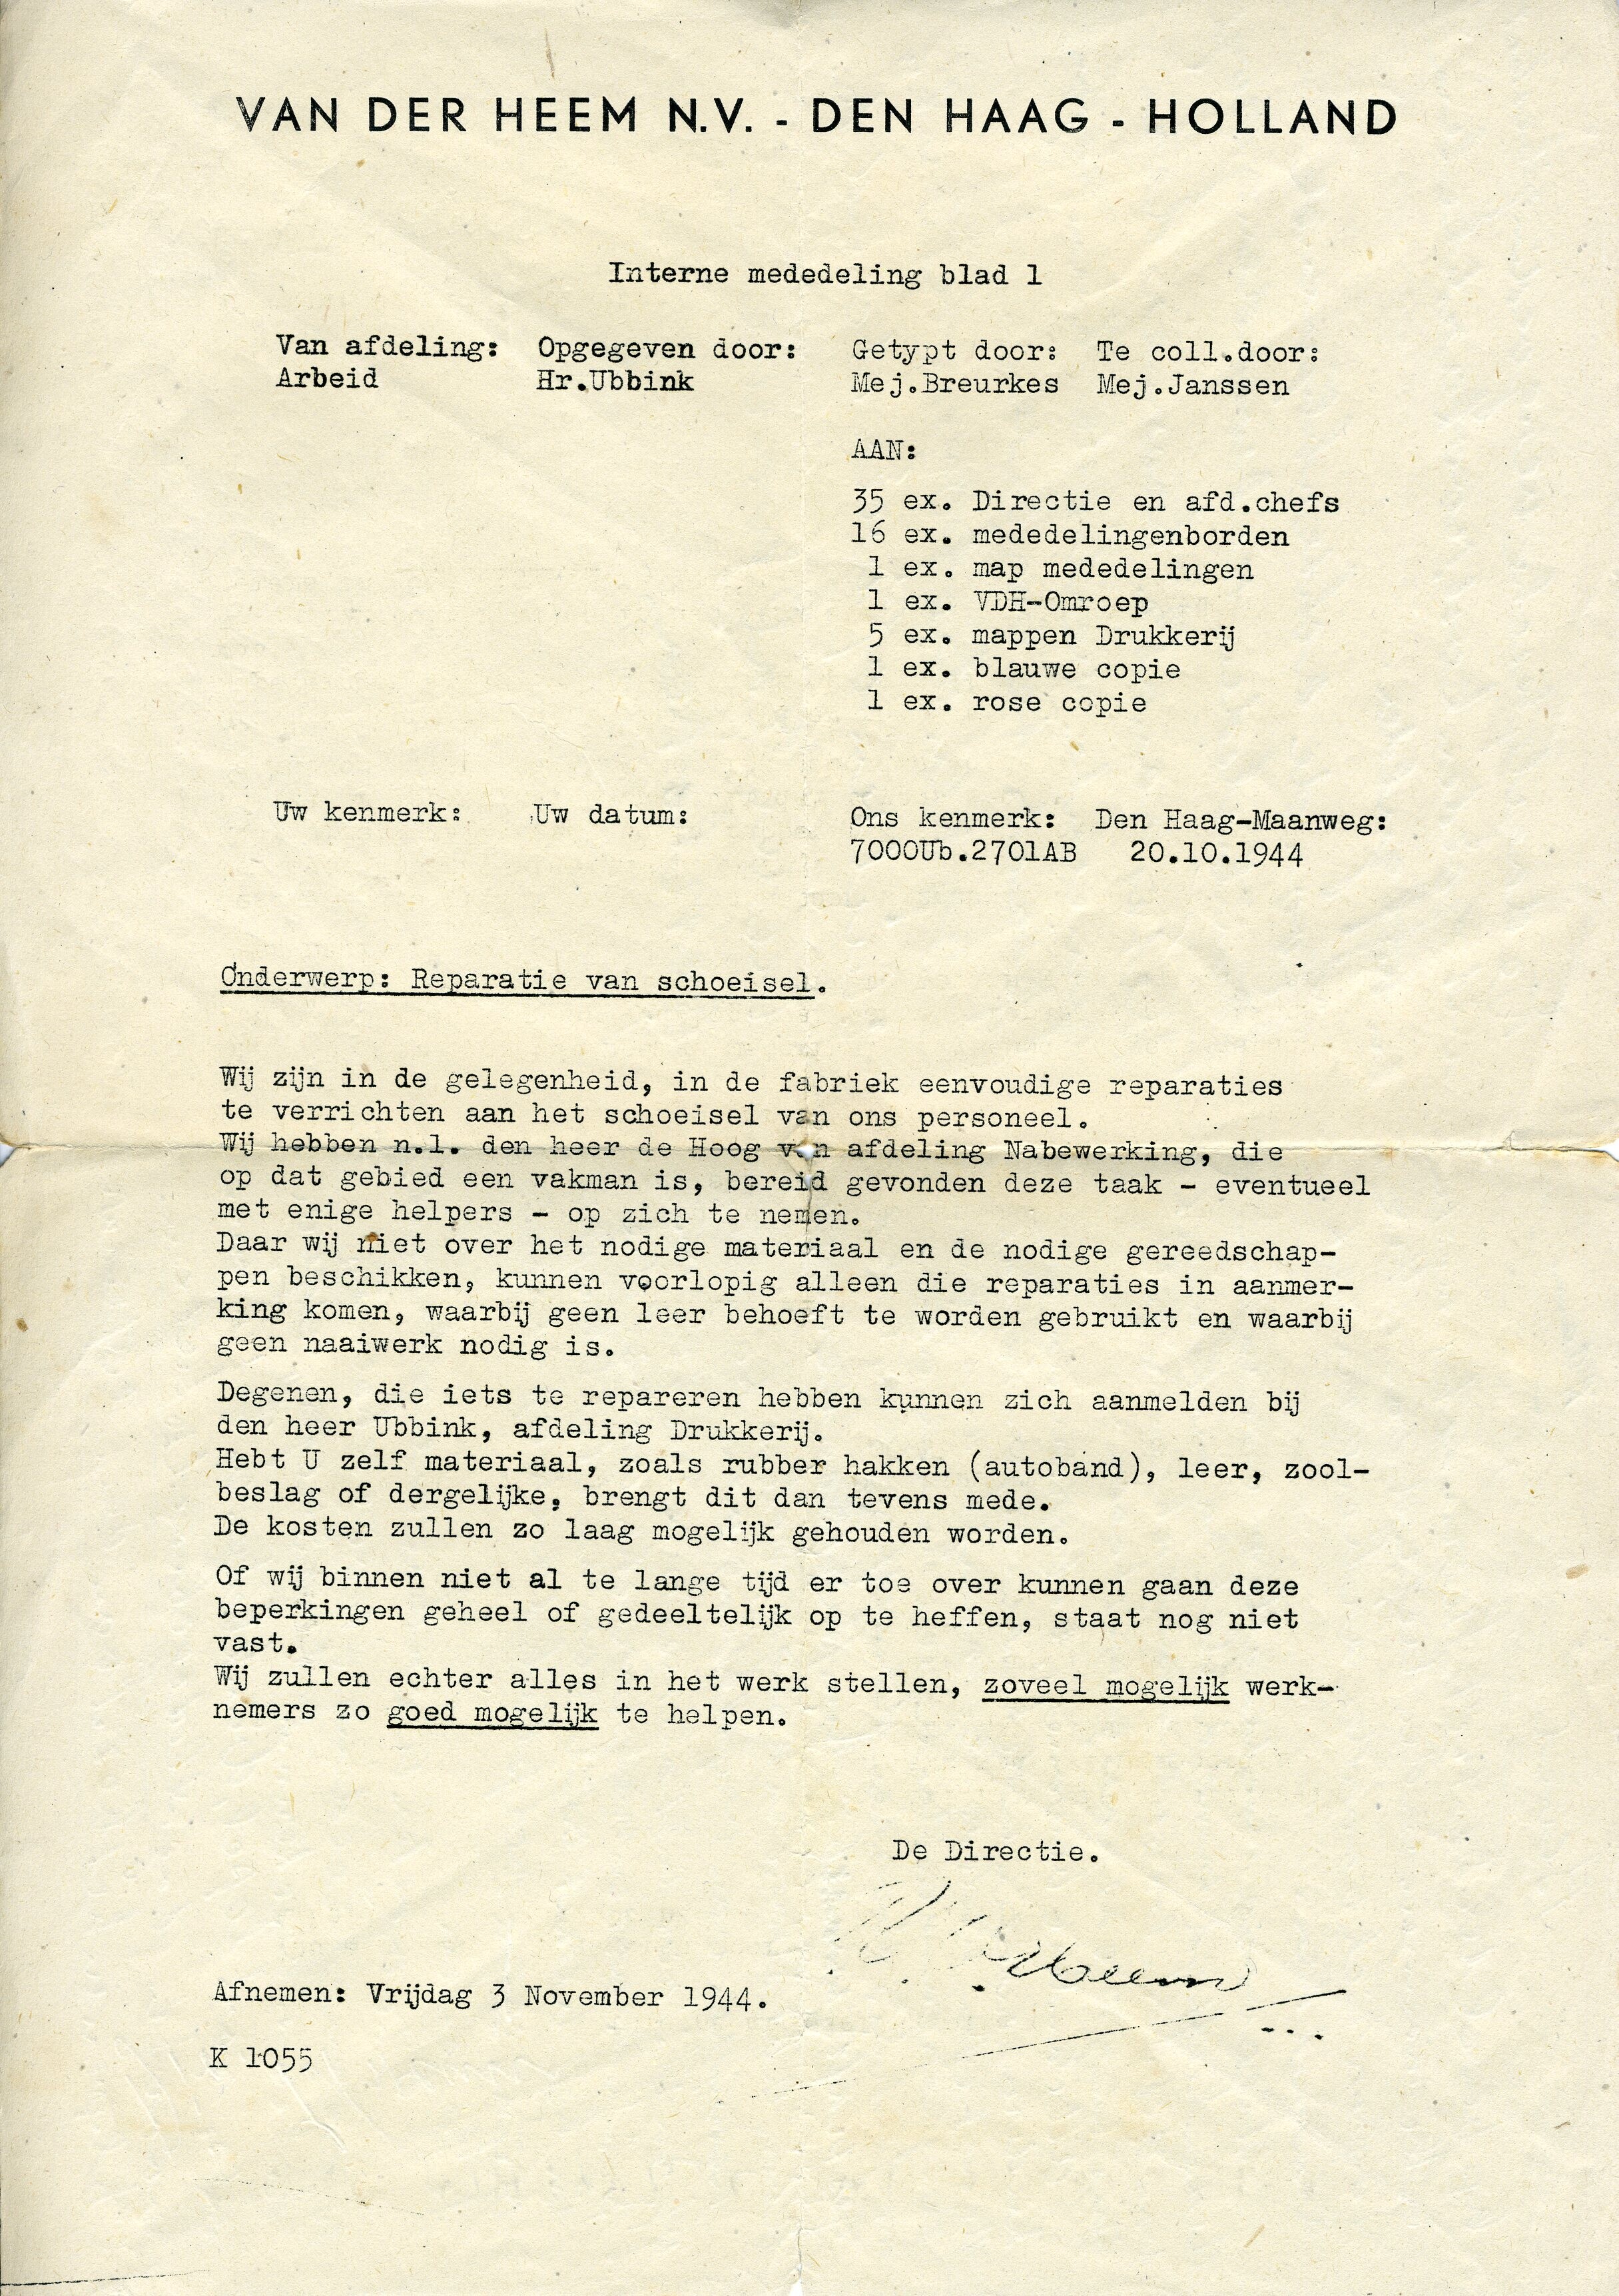 VAN DER HEEM N.V. - DEN HAAG - HOLLAND
Interne mededeling blad 1
Van afdeling: Opgegeven door: Getypt door: Te coll.door:
Arbeid Hr.Ubbink Mej.Breurkes Mej.Janssen
AAN:
35 ex. Directie en afd.chefs
16 ex. mededelingenborden
1 ex. map mededelingen
1 ex. VDH-Omroep
5 ex. mappen Drukkerij
1 ex. blauwe copie
1 ex. rose copie
Uw kenmerk: Uw datum: Ons kenmerk: Den Haag-Maanweg:
7000Ub.2701AB 20.10.1944
Onderwerp: Reparatie van schoeisel.
Wij zijn in de gelegenheid, in de fabriek eenvoudige reparaties
te verrichten aan het schoeisel van ons personeel.
Wij hebben n.l. den heer de Hoog van afdeling Nabewerking, die
op dat gebied een vakman is, bereid gevonden deze taak - eventueel
met enige helpers - op zich te nemen.
Daar wij niet over het nodige materiaal en de nodige gereedschap-
pen beschikken, kunnen voorlopig alleen die reparaties in aanmer-
king komen, waarbij geen leer behoeft te worden gebruikt en waarbij
geen naaiwerk nodig is.
Degenen, die iets te repareren hebben kunnen zich aanmelden bij
den heer Ubbink, afdeling Drukkerij.
Hebt U zelf materiaal, zoals rubber hakken (autoband), leer, zool-
beslag of dergelijke, brengt dit dan tevens mede.
De kosten zullen zo laag mogelijk gehouden worden.
Of wij binnen niet al te lange tijd er toe over kunnen gaan deze
beperkingen geheel of gedeeltelijk op te heffen, staat nog niet
vast.
Wij zullen echter alles in het werk stellen, zoveel mogelijk werk-
nemers zo goed mogelijk te helpen.
De Directie.
Afnemen: Vrijdag 3 November 1944.
K 1055